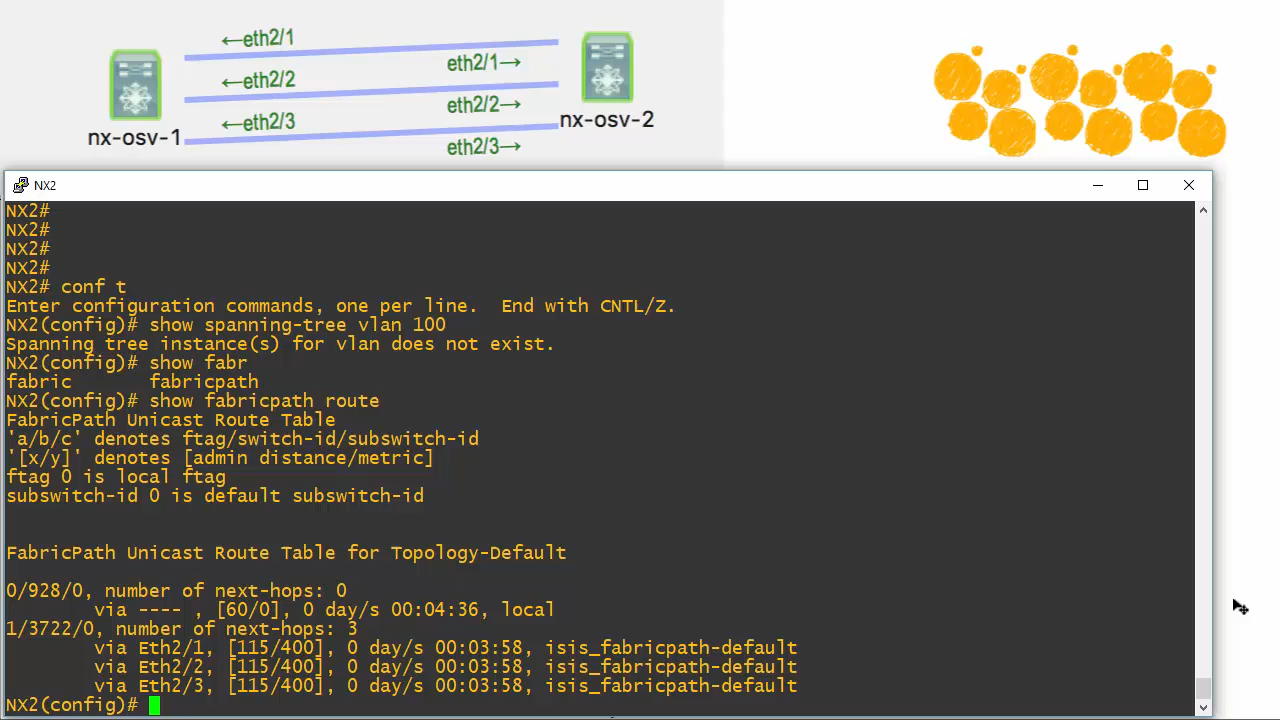 ←eth2/1
eth2/1→
←eth2/2
eth2/2→
nx-osv-2
←eth2/3
nx-osv-1
eth2/3→
NX2
NX2#
NX2#
NX2#
NX2#
NX2# conf t
Enter configuration commands, one per line.  End with CNTL/Z.
NX2(config)# show spanning-tree vlan 100
Spanning tree instance(s) for vlan does not exist.
NX2(config)# show fabr
fabric       fabricpath
NX2(config)# show fabricpath route
FabricPath Unicast Route Table
'a/b/c' denotes ftag/switch-id/subswitch-id
'[x/y]' denotes [admin distance/metric]
ftag 0 is local ftag
subswitch-id 0 is default subswitch-id
FabricPath Unicast Route Table for Topology-Default
0/928/0, number of next-hops: 0
        via ---- , [60/0], 0 day/s 00:04:36, local
1/3722/0, number of next-hops: 3
        via Eth2/1, [115/400], 0 day/s 00:03:58, isis_fabricpath-default
        via Eth2/2, [115/400], 0 day/s 00:03:58, isis_fabricpath-default
        via Eth2/3, [115/400], 0 day/s 00:03:58, isis_fabricpath-default
NX2(config)#